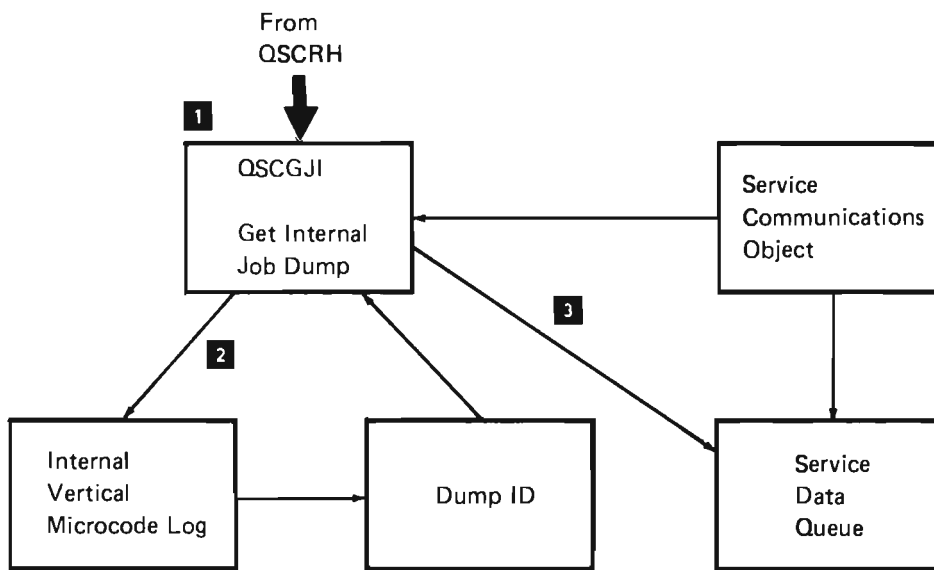 From
QSCRH
1
QSCGJI
Get Internal
Job Dump
Service
Communications
Object
3
2
Internal
Vertical
Microcode Log
Dump ID
Service
Data
Queue